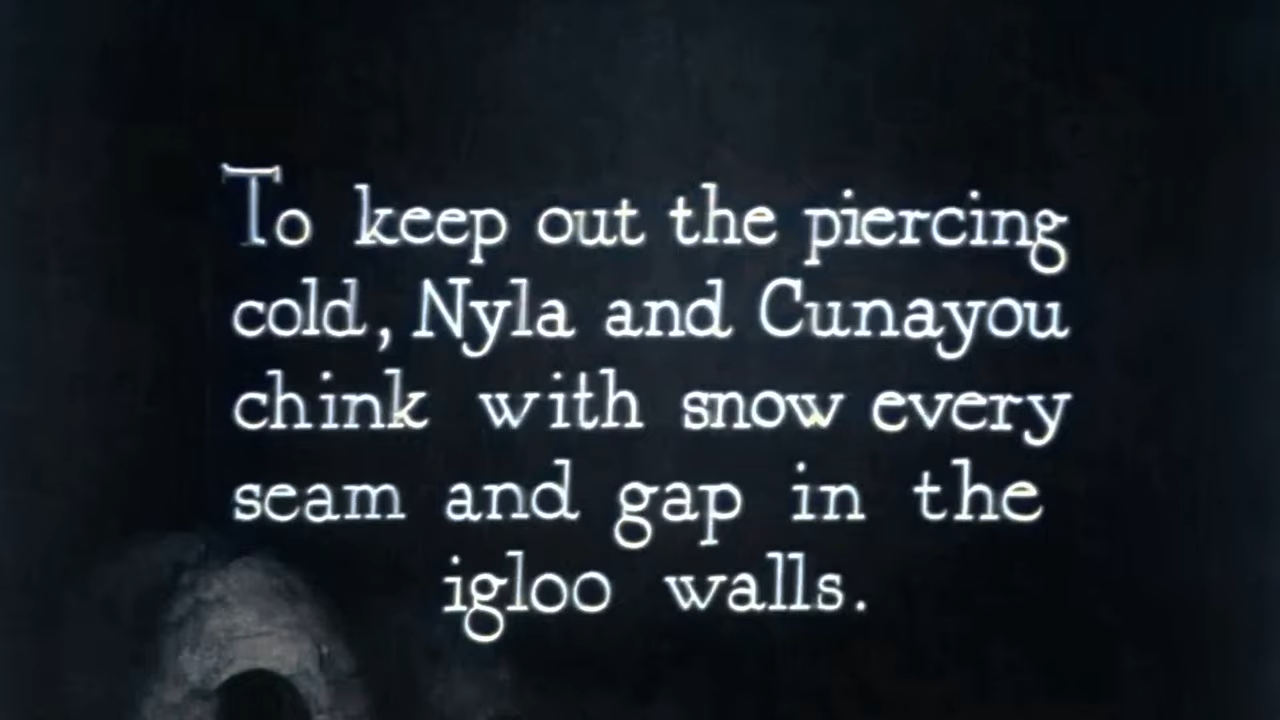 To keep out the piercing
cold, Nyla and Cunayou
chink with snow every
seam and gap in the
igloo walls.